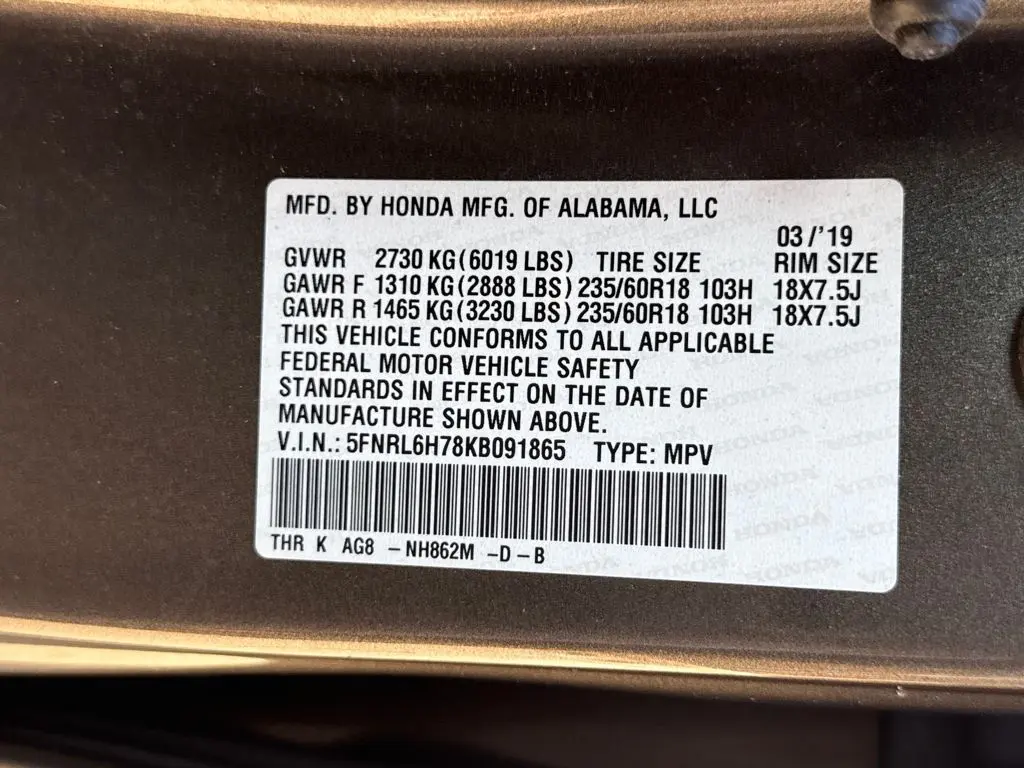 MFD. BY HONDA MFG. OF ALABAMA, LLC
03/'19
GVWR 2730 KG (6019 LBS) TIRE SIZE RIM SIZE
GAWR F 1310 KG (2888 LBS) 235/60R18 103H 18X7.5J
GAWR R 1465 KG (3230 LBS) 235/60R18 103H 18X7.5J
THIS VEHICLE CONFORMS TO ALL APPLICABLE
FEDERAL MOTOR VEHICLE SAFETY
STANDARDS IN EFFECT ON THE DATE OF
MANUFACTURE SHOWN ABOVE.
V.I.N.: 5FNRL6H78KB091865 TYPE: MPV
THR K AG8 -NH862M -D -B